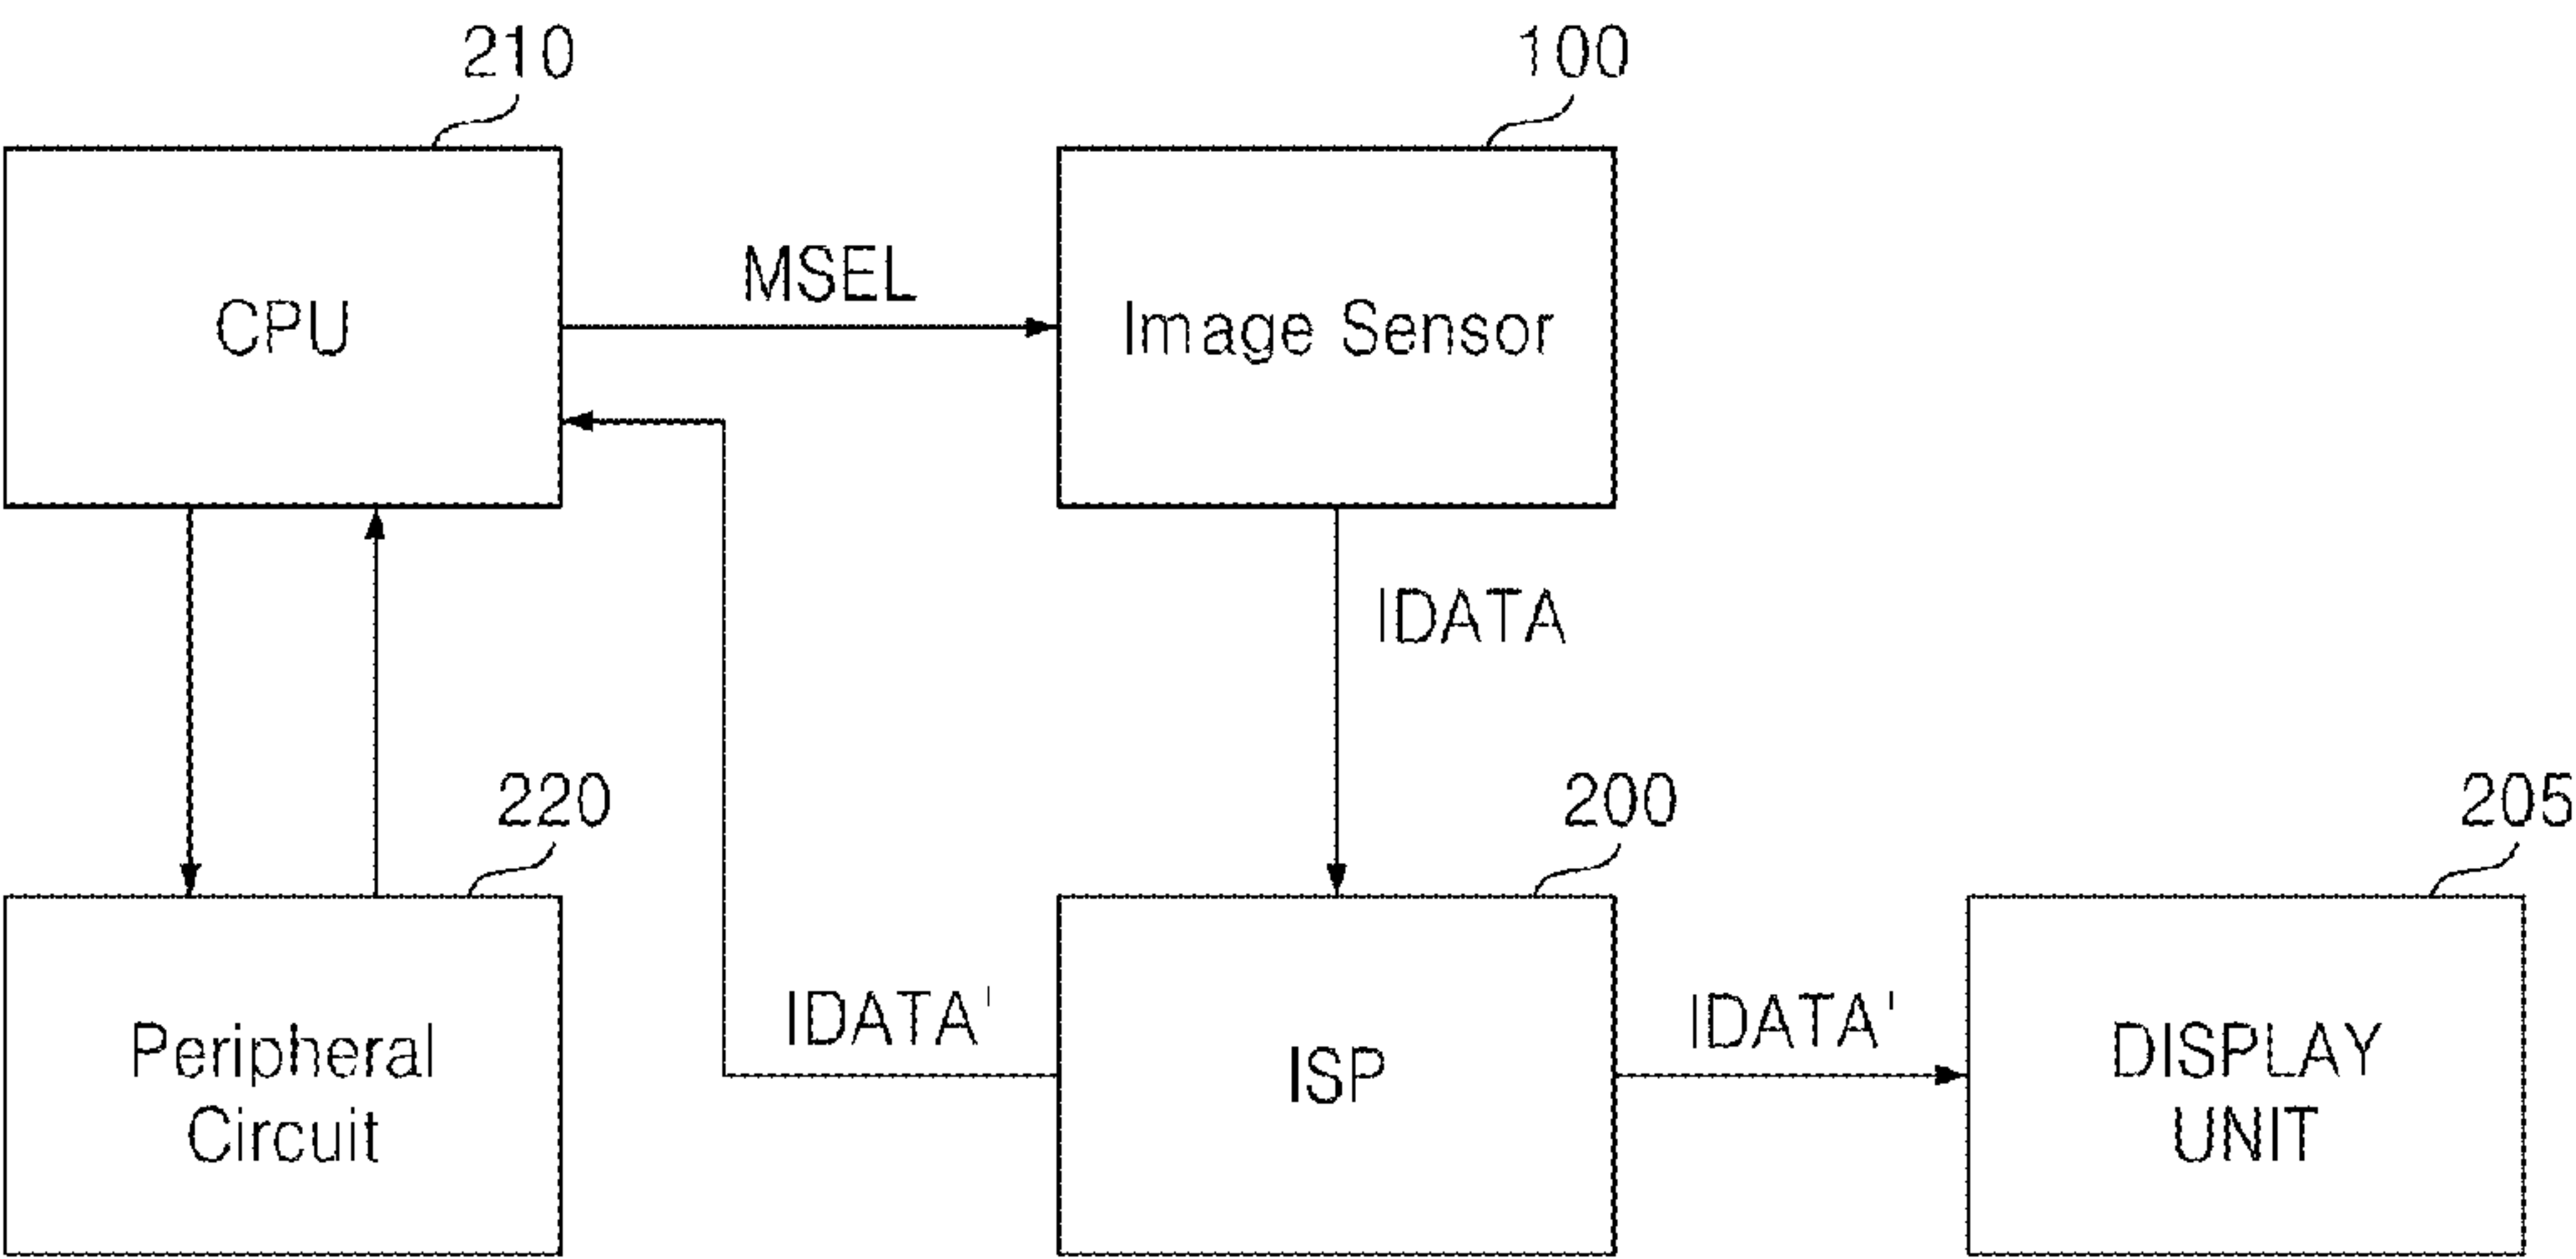 210
100
CPU
MSEL
Image Sensor
IDATA
220
200
205
Peripheral
Circuit
IDATA'
ISP
IDATA'
DISPLAY
UNIT